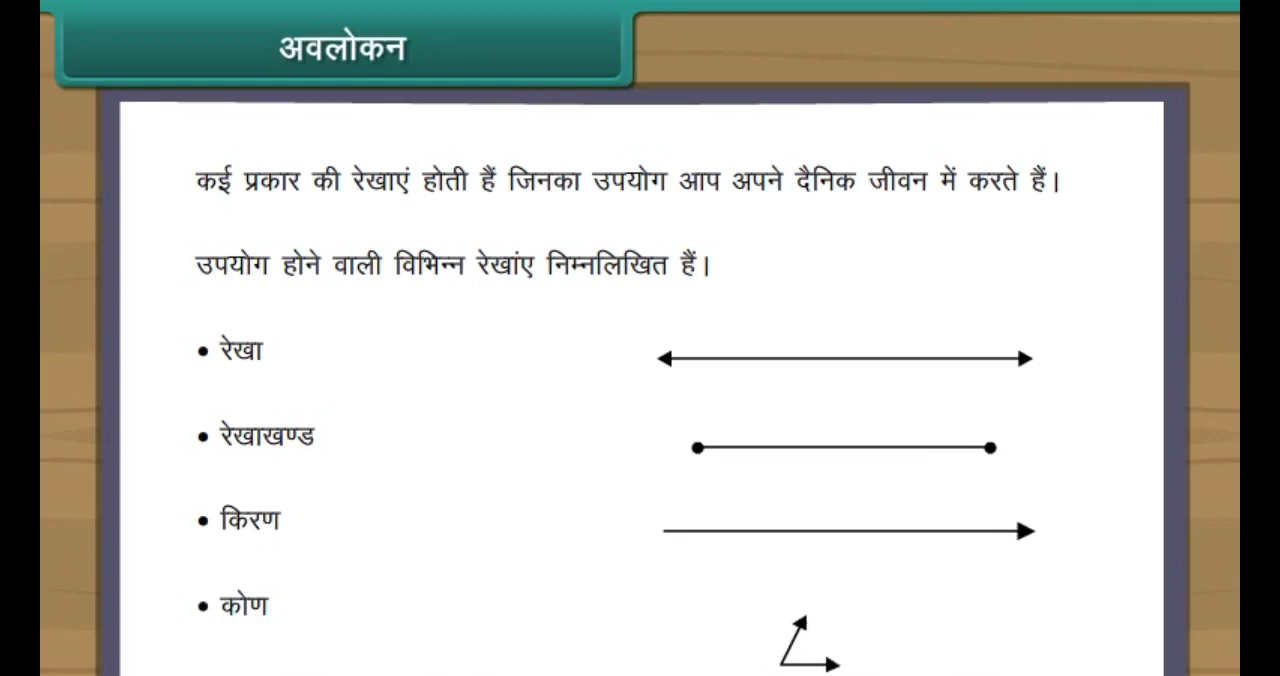 अवलोकन
कई प्रकार की रेखाएं होती हैं जिनका उपयोग आप अपने दैनिक जीवन में करते हैं।
उपयोग होने वाली विभिन्न रेखांए निम्नलिखित हैं।
• रेखा
• रेखाखण्ड
• किरण
• कोण